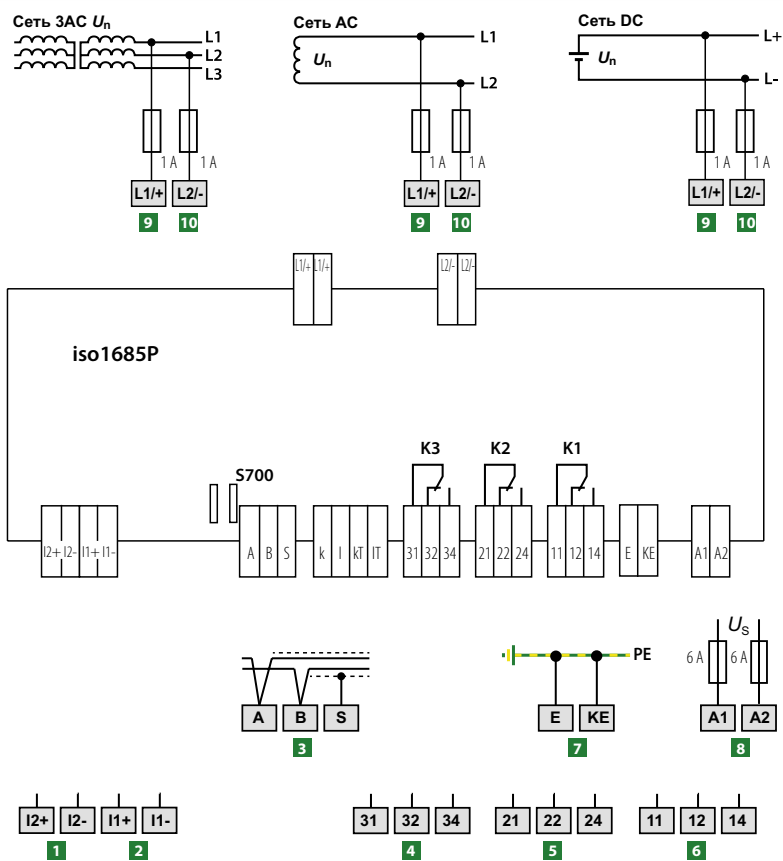 Сеть 3AC Un
L1
L2
L3
1 A
1 A
L1/+
L2/-
9
10
Сеть AC
Un
L1
L2
1 A
1 A
L1/+
L2/-
9
10
Сеть DC
Un
L+
L-
1 A
1 A
L1/+
L2/-
9
10
L1/+ L1/+
L2/- L2/-
iso1685P
S700
K3
K2
K1
I2+ I2- I1+ I1-
A B S
k l kT lT
31 32 34
21 22 24
11 12 14
E KE
A1 A2
A B S
3
PE
E KE
7
US
6 A
6 A
A1 A2
8
I2+ I2- I1+ I1-
1
2
31 32 34
4
21 22 24
5
11 12 14
6